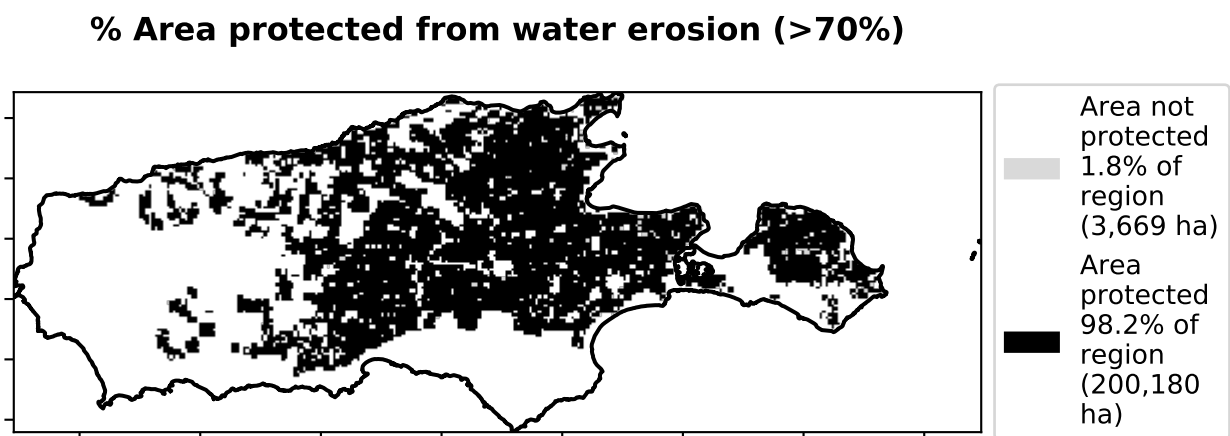 % Area protected from water erosion (>70%)
Area not
protected
1.8% of
region
(3,669 ha)
Area
protected
98.2% of
region
(200,180
ha)